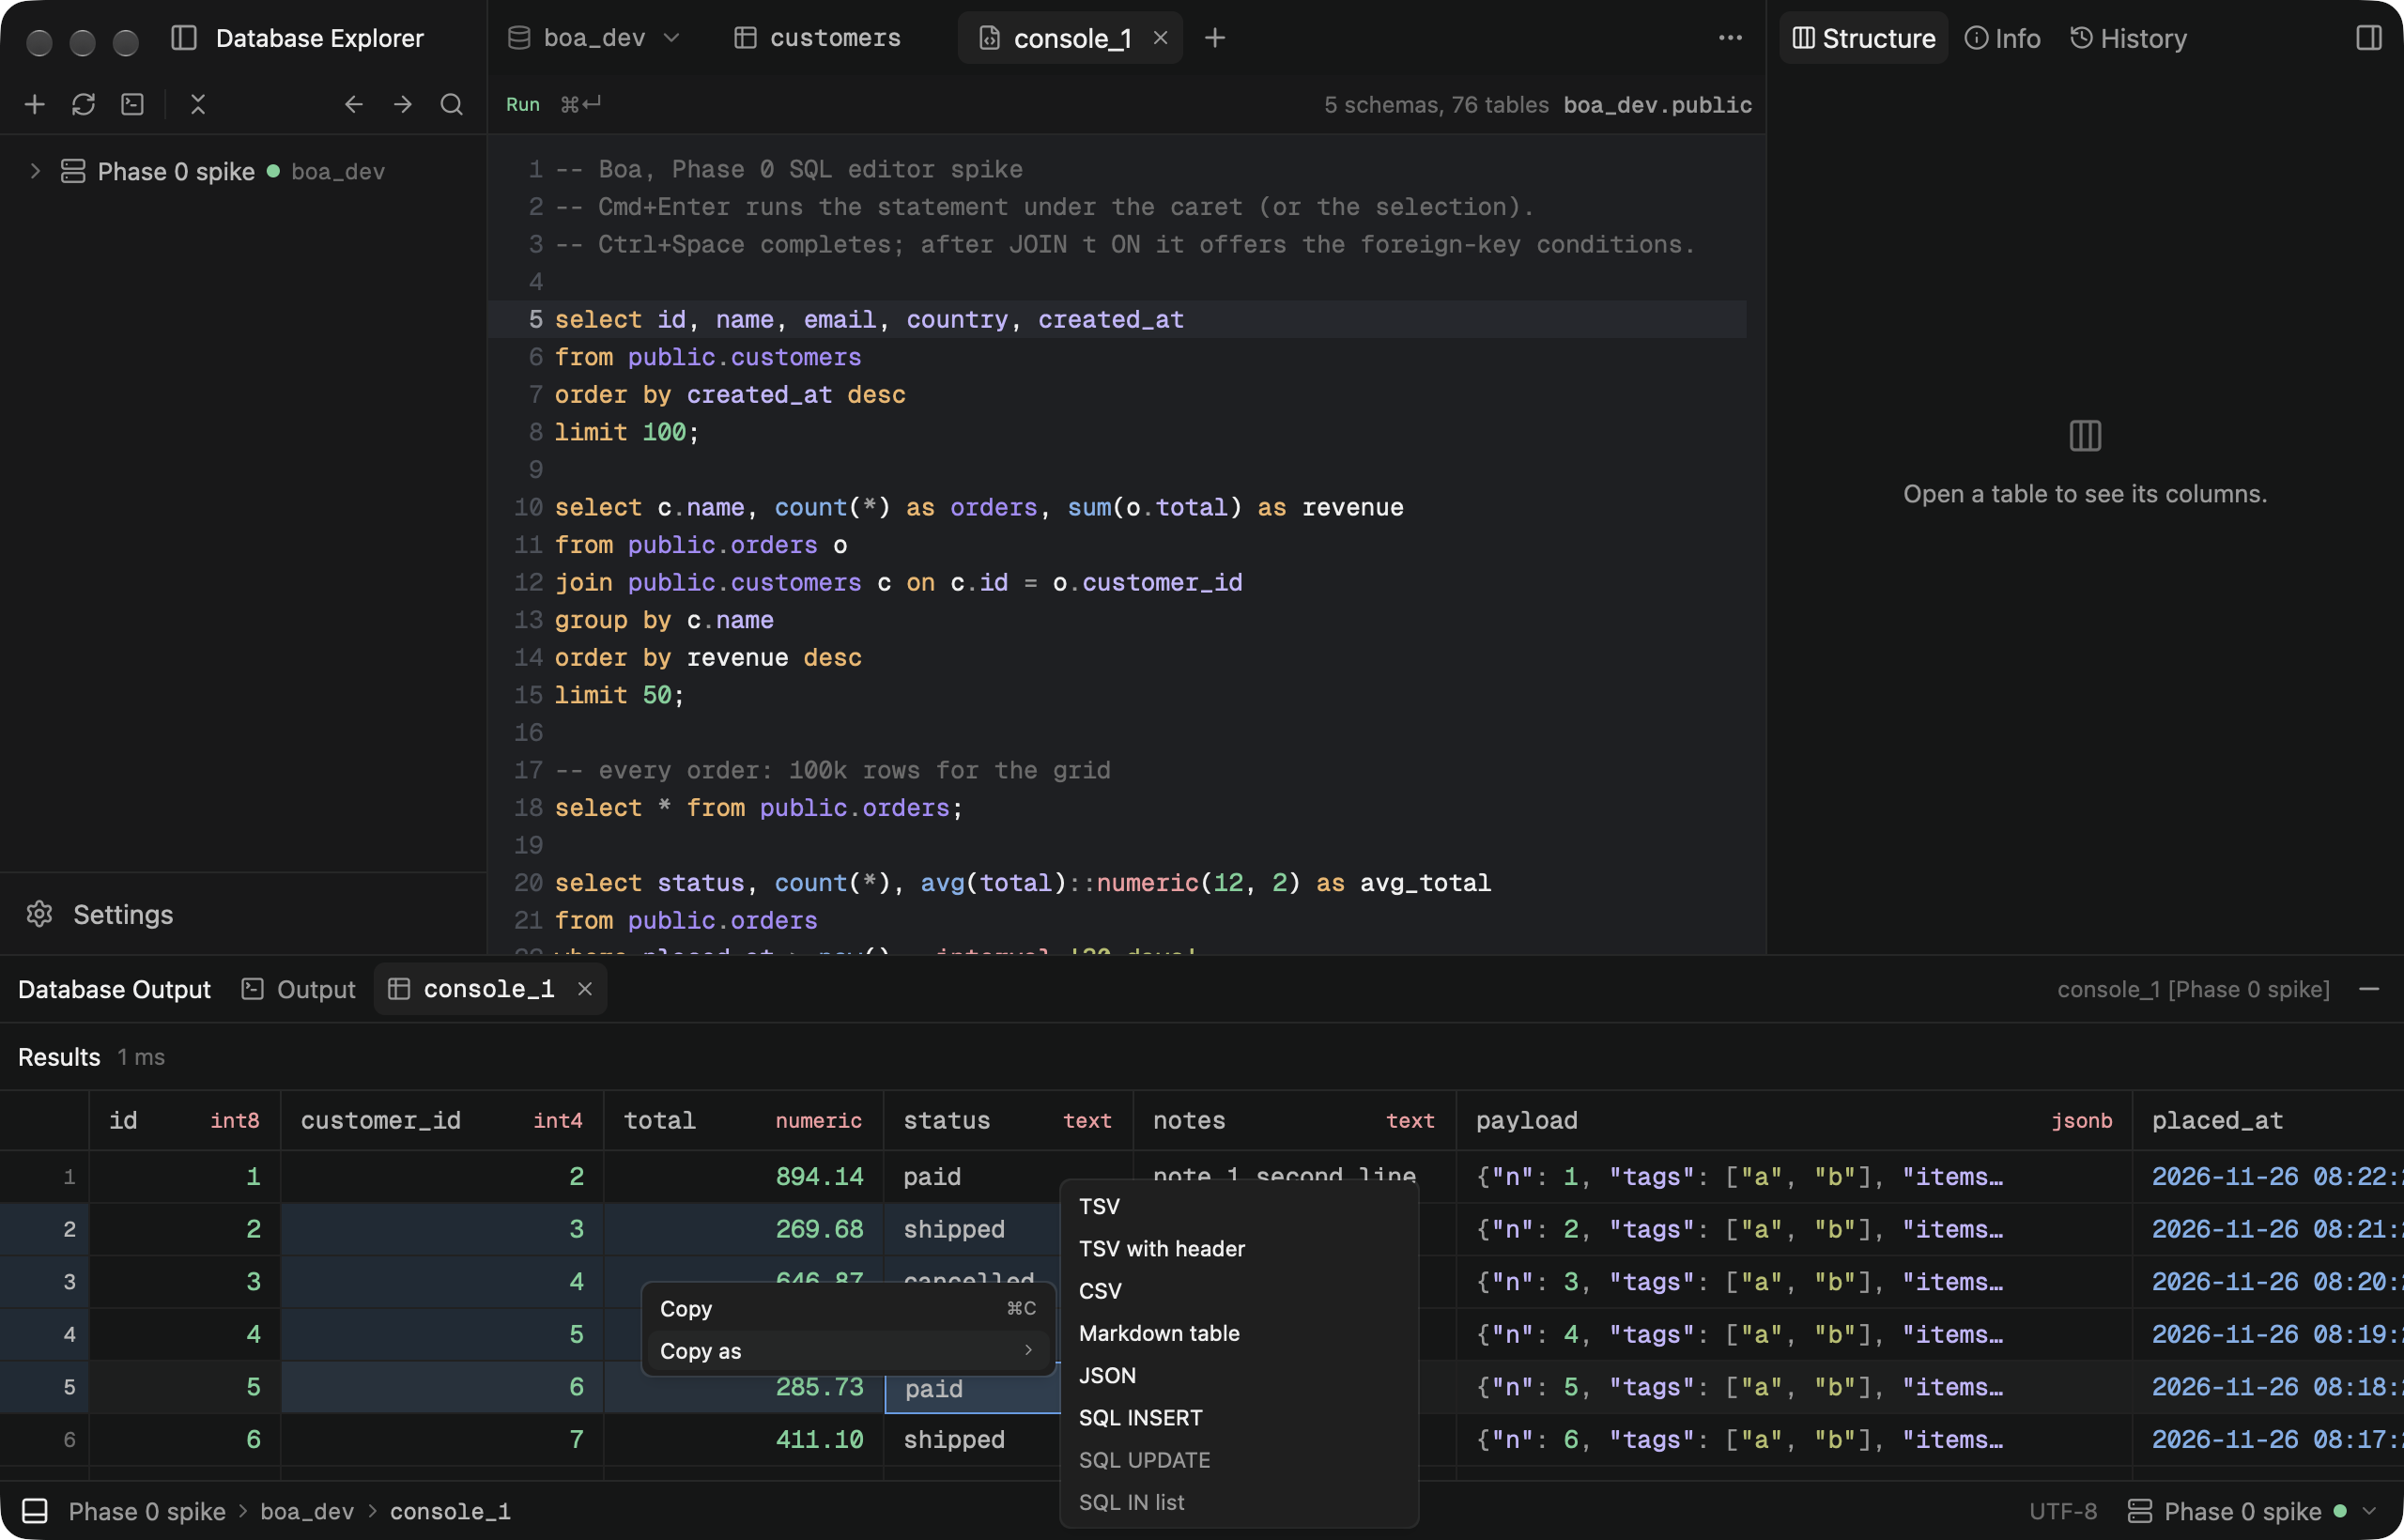 Database Explorer
boa_dev
customers
console_1
Structure
Info
History
Run ⌘↵
5 schemas, 76 tables boa_dev.public
Phase 0 spike boa_dev
1 -- Boa, Phase 0 SQL editor spike
2 -- Cmd+Enter runs the statement under the caret (or the selection).
3 -- Ctrl+Space completes; after JOIN t ON it offers the foreign-key conditions.
4
5 select id, name, email, country, created_at
6 from public.customers
7 order by created_at desc
8 limit 100;
9
10 select c.name, count(*) as orders, sum(o.total) as revenue
11 from public.orders o
12 join public.customers c on c.id = o.customer_id
13 group by c.name
14 order by revenue desc
15 limit 50;
16
17 -- every order: 100k rows for the grid
18 select * from public.orders;
19
20 select status, count(*), avg(total)::numeric(12, 2) as avg_total
21 from public.orders
Open a table to see its columns.
Settings
Database Output
Output
console_1
console_1 [Phase 0 spike]
Results 1 ms
id int8 customer_id int4 total numeric status text notes text payload jsonb placed_at
1 1 2 894.14 paid note 1 second line {"n": 1, "tags": ["a", "b"], "items… 2026-11-26 08:22:
2 2 3 269.68 shipped {"n": 2, "tags": ["a", "b"], "items… 2026-11-26 08:21:
3 3 4 646.87 cancelled {"n": 3, "tags": ["a", "b"], "items… 2026-11-26 08:20:
4 4 5 {"n": 4, "tags": ["a", "b"], "items… 2026-11-26 08:19:
5 5 6 285.73 paid {"n": 5, "tags": ["a", "b"], "items… 2026-11-26 08:18:
6 6 7 411.10 shipped {"n": 6, "tags": ["a", "b"], "items… 2026-11-26 08:17:
Copy ⌘C
Copy as
TSV
TSV with header
CSV
Markdown table
JSON
SQL INSERT
SQL UPDATE
SQL IN list
Phase 0 spike > boa_dev > console_1
UTF-8
Phase 0 spike